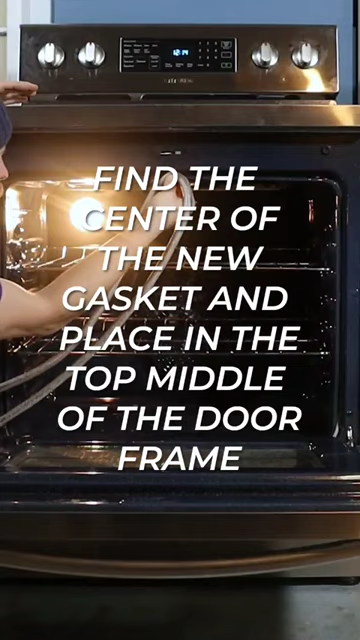 FIND THE
CENTER OF
THE NEW
GASKET AND
PLACE IN THE
TOP MIDDLE
OF THE DOOR
FRAME